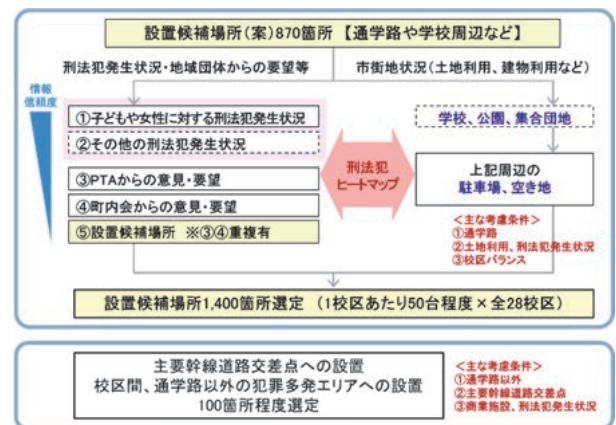 設置候補場所(案)870箇所 【通学路や学校周辺など】
刑法犯発生状況・地域団体からの要望等
市街地状況(土地利用、建物利用など)
情報
信頼度
①子どもや女性に対する刑法犯発生状況
②その他の刑法犯発生状況
③PTAからの意見・要望
④町内会からの意見・要望
⑤設置候補場所 ※③④重複有
刑法犯
ヒートマップ
学校、公園、集合団地
上記周辺の
駐車場、空き地
<主な考慮条件>
①通学路
②土地利用、刑法犯発生状況
③校区バランス
設置候補場所1,400箇所選定 (1校区あたり50台程度×全28校区)
主要幹線道路交差点への設置
校区間、通学路以外の犯罪多発エリアへの設置
100箇所程度選定
<主な考慮条件>
①通学路以外
②主要幹線道路交差点
③商業施設、刑法犯発生状況